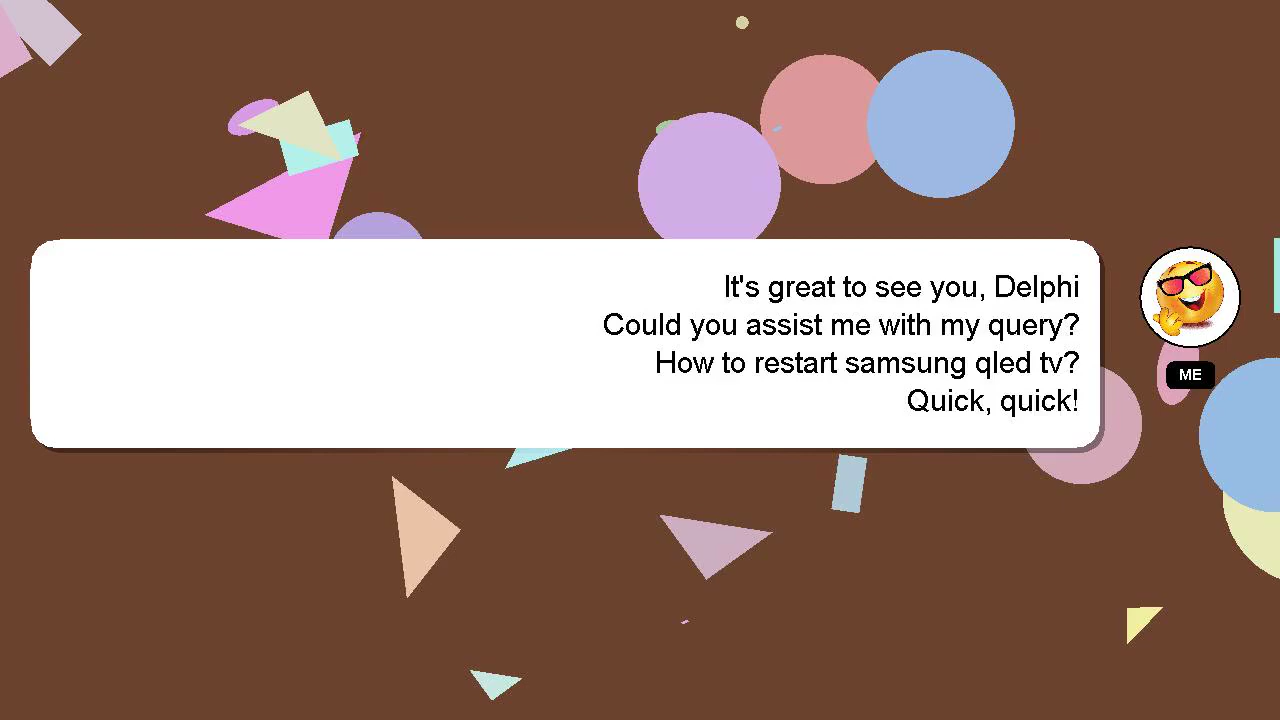 It's great to see you, Delphi
Could you assist me with my query?
How to restart samsung qled tv?
Quick, quick!
ME